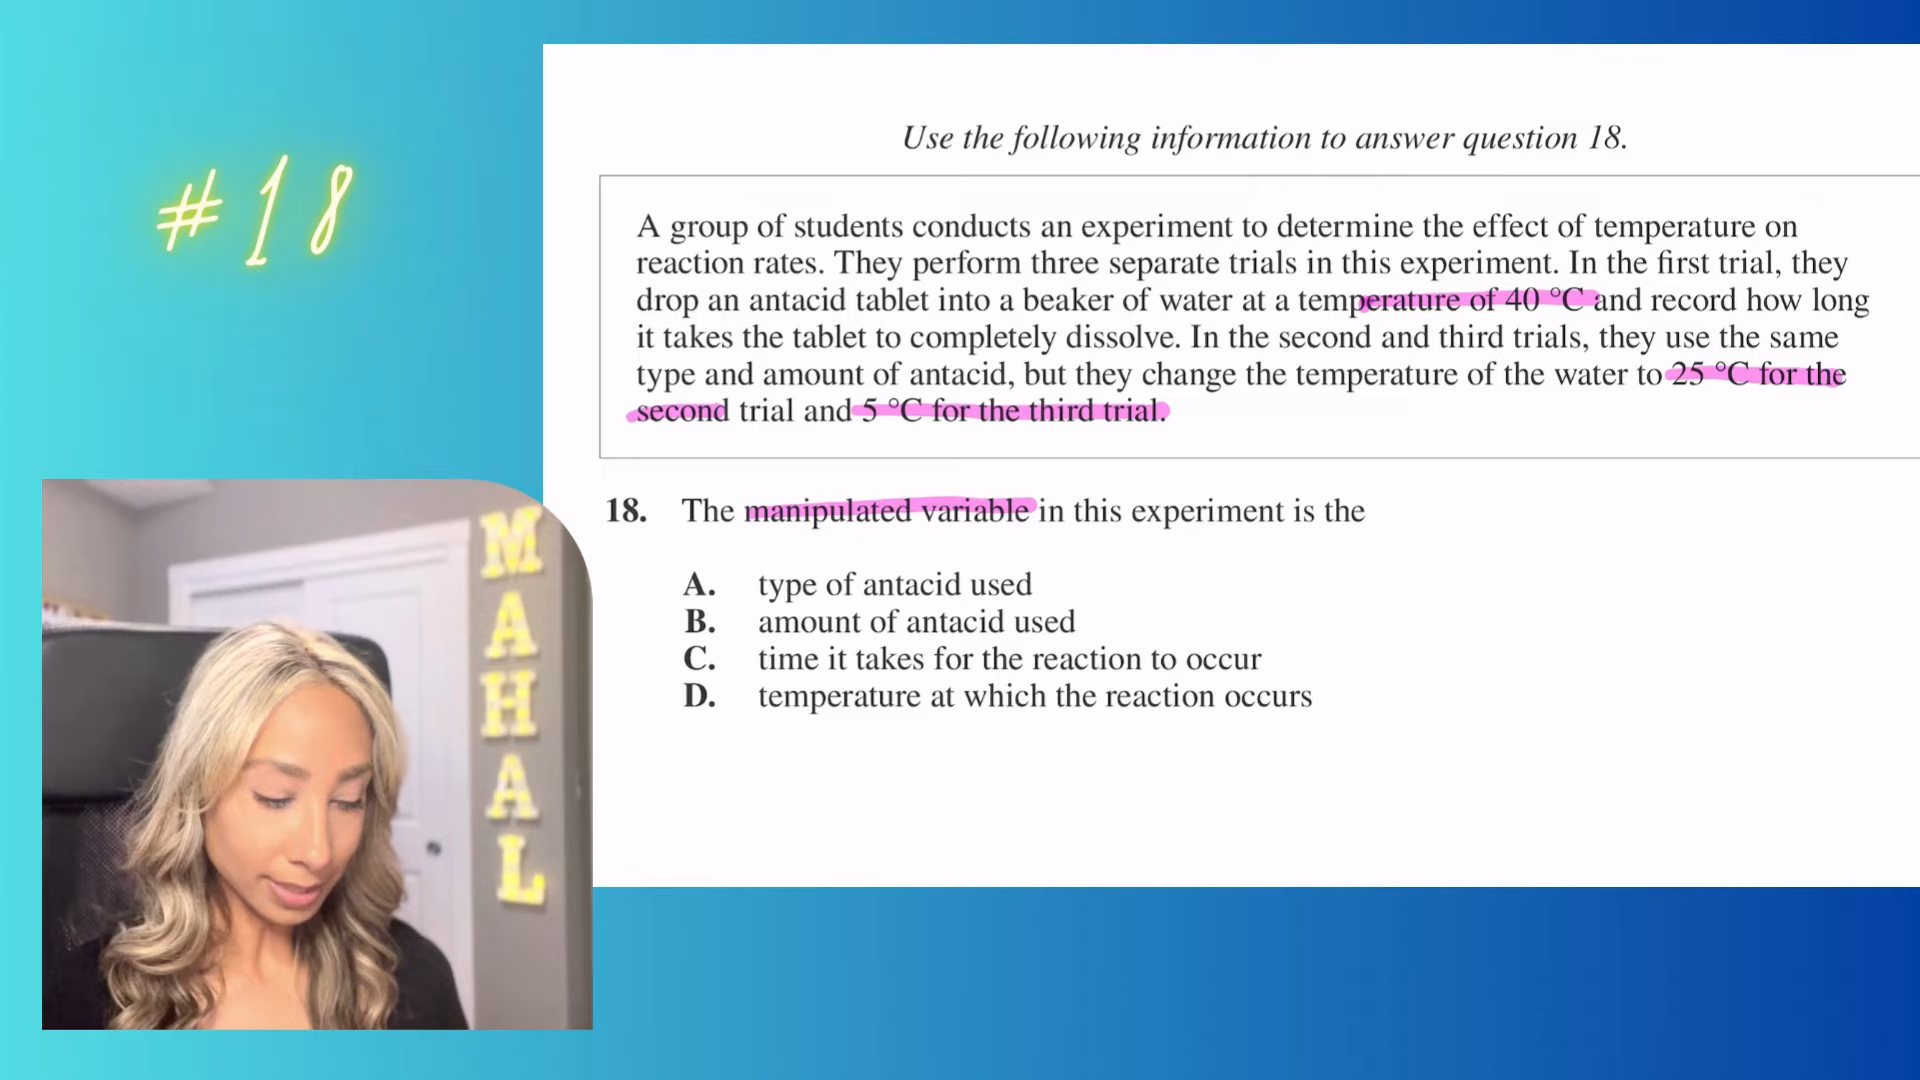 #18
Use the following information to answer question 18.
A group of students conducts an experiment to determine the effect of temperature on
reaction rates. They perform three separate trials in this experiment. In the first trial, they
drop an antacid tablet into a beaker of water at a temperature of 40 °C and record how long
it takes the tablet to completely dissolve. In the second and third trials, they use the same
type and amount of antacid, but they change the temperature of the water to 25 °C for the
second trial and 5 °C for the third trial.
18. The manipulated variable in this experiment is the
A. type of antacid used
B. amount of antacid used
C. time it takes for the reaction to occur
D. temperature at which the reaction occurs
MAHAL